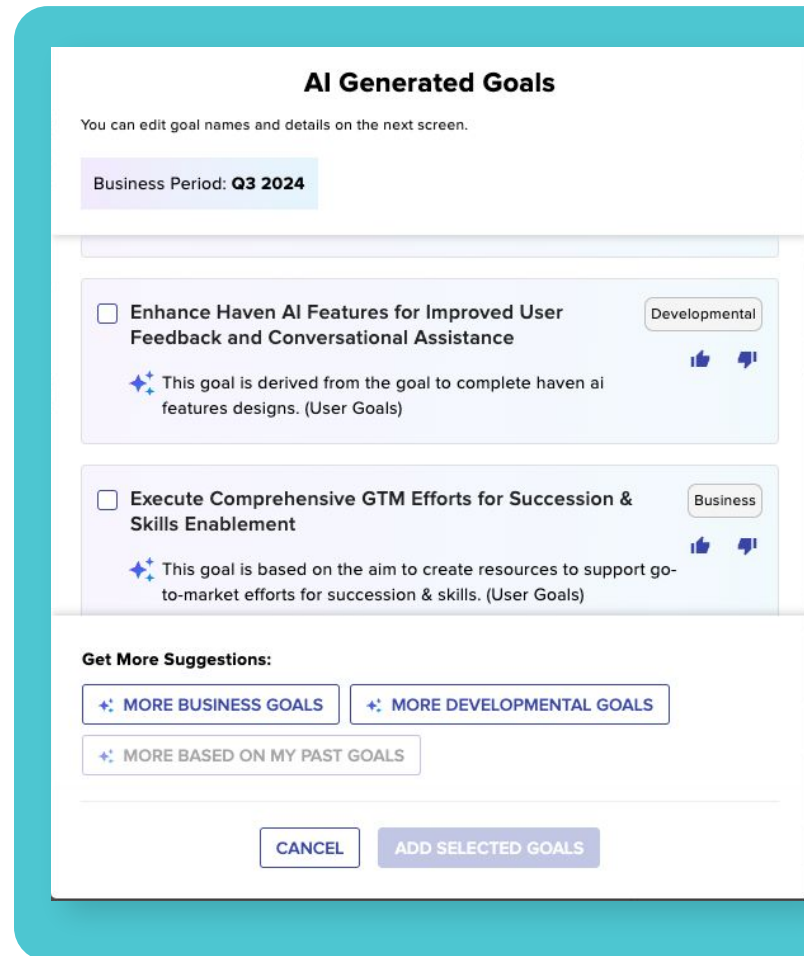 AI Generated Goals
You can edit goal names and details on the next screen.
Business Period: Q3 2024
Enhance Haven AI Features for Improved User
Feedback and Conversational Assistance
Developmental
This goal is derived from the goal to complete haven ai
features designs. (User Goals)
Execute Comprehensive GTM Efforts for Succession &
Skills Enablement
Business
This goal is based on the aim to create resources to support go-
to-market efforts for succession & skills. (User Goals)
Get More Suggestions:
MORE BUSINESS GOALS
MORE DEVELOPMENTAL GOALS
MORE BASED ON MY PAST GOALS
CANCEL
ADD SELECTED GOALS